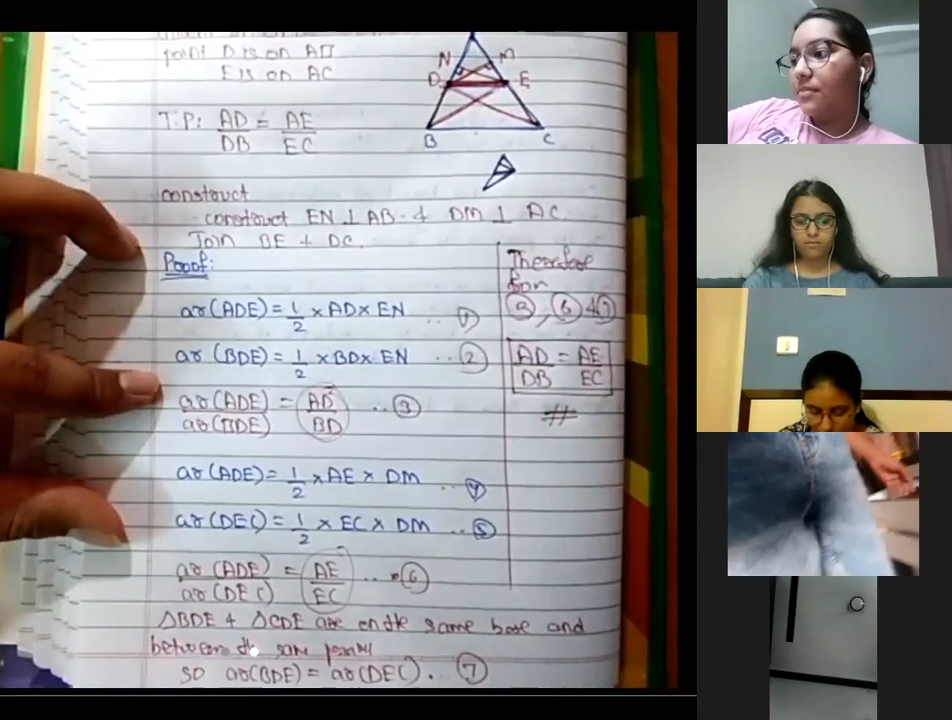 point D is on AB
E is on AC
A
N M
D E
B C
T.P: AD/DB = AE/EC
construct
construct EN ⊥ AB & DM ⊥ AC
Join BE & DC.
Proof:
ar(ADE) = 1/2 × AD × EN ... ①
ar(BDE) = 1/2 × BD × EN ... ②
ar(ADE)/ar(BDE) = AD/BD ... ③
ar(ADE) = 1/2 × AE × DM ... ④
ar(DEC) = 1/2 × EC × DM ... ⑤
ar(ADE)/ar(DEC) = AE/EC ... ⑥
△BDE & △CDE are on the same base and
between the same
so ar(BDE) = ar(DEC). .. ⑦
Therefore
from
③, ⑥ & ⑦
AD/DB = AE/EC
#